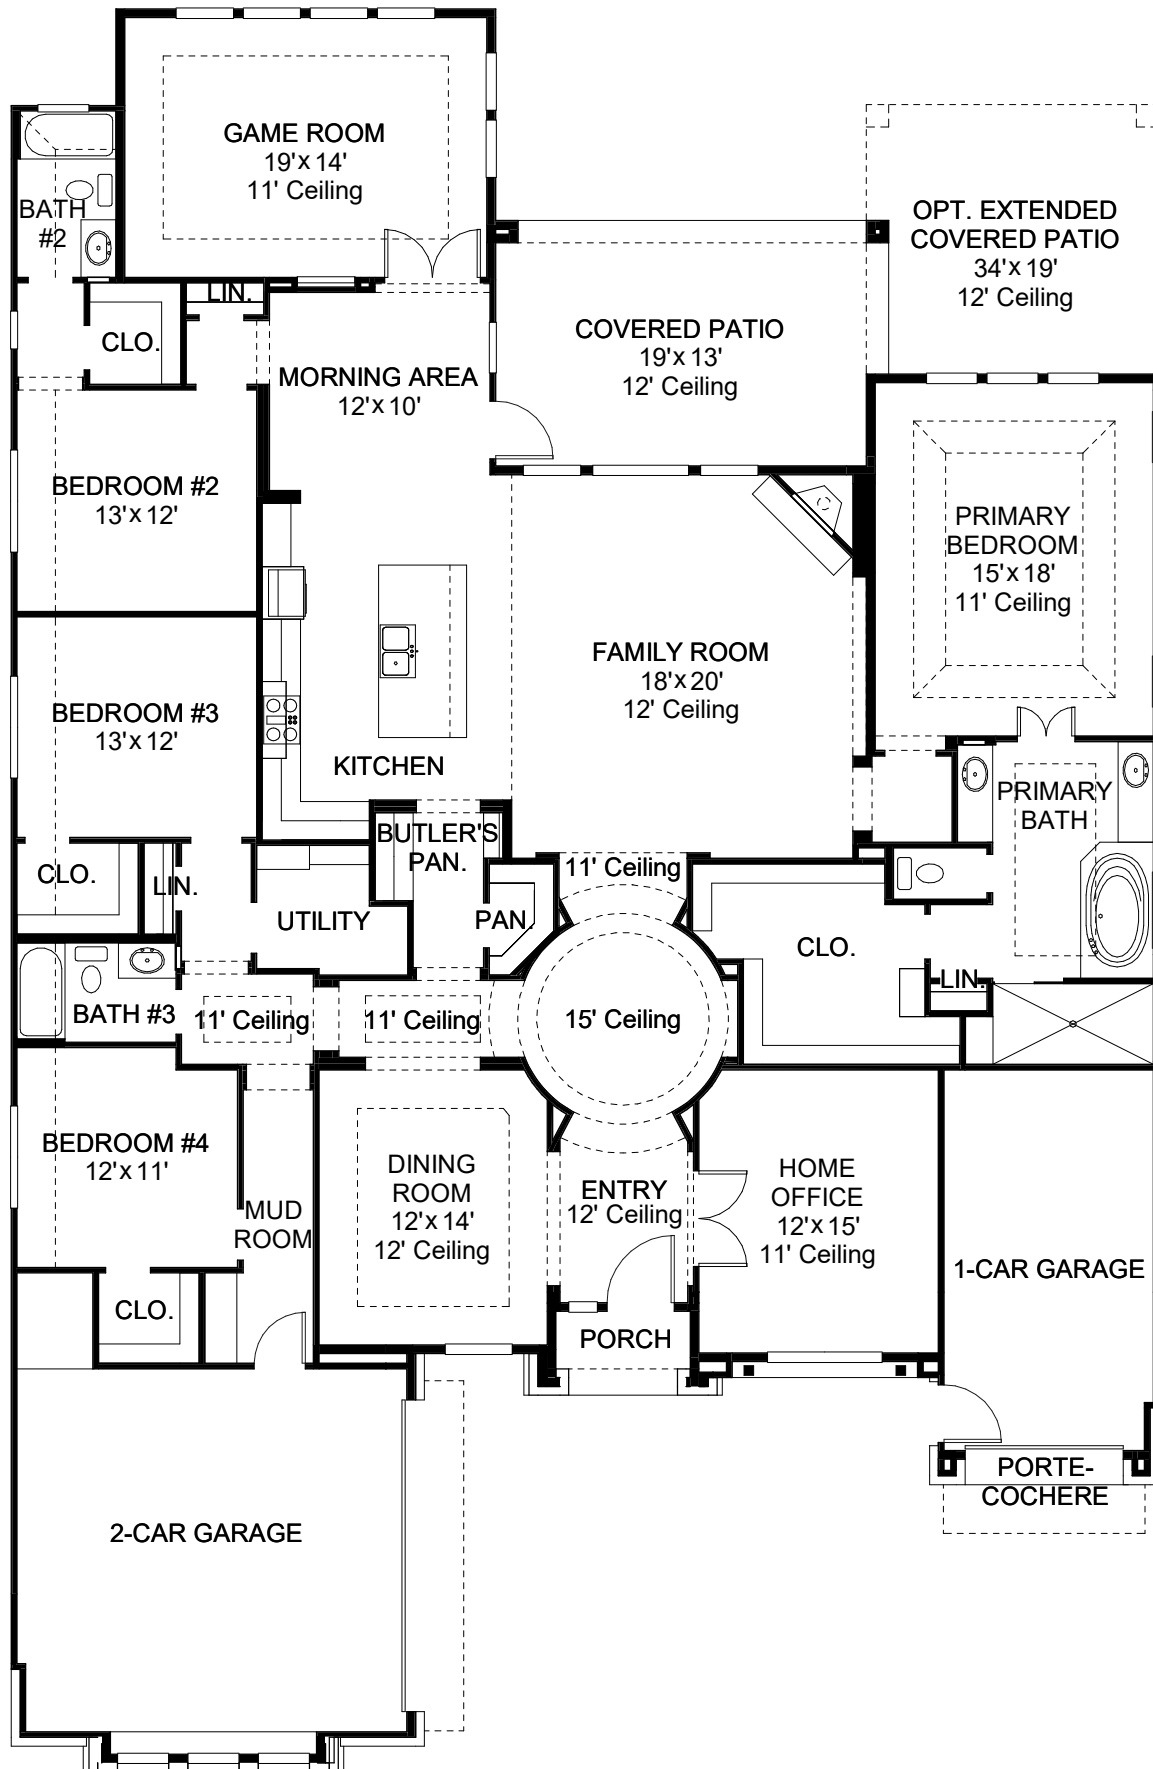 GAME ROOM
19' x 14'
11' Ceiling
BATH
#2
OPT. EXTENDED
COVERED PATIO
34' x 19'
12' Ceiling
LIN.
CLO.
COVERED PATIO
19' x 13'
12' Ceiling
MORNING AREA
12' x 10'
BEDROOM #2
13' x 12'
PRIMARY
BEDROOM
15' x 18'
11' Ceiling
FAMILY ROOM
18' x 20'
12' Ceiling
BEDROOM #3
13' x 12'
KITCHEN
PRIMARY
BATH
BUTLER'S
PAN.
11' Ceiling
CLO.
LIN.
UTILITY
PAN.
CLO.
LIN.
BATH #3
11' Ceiling
11' Ceiling
15' Ceiling
BEDROOM #4
12' x 11'
DINING
ROOM
12' x 14'
12' Ceiling
ENTRY
12' Ceiling
HOME
OFFICE
12' x 15'
11' Ceiling
MUD
ROOM
1-CAR GARAGE
CLO.
PORCH
PORTE-
COCHERE
2-CAR GARAGE